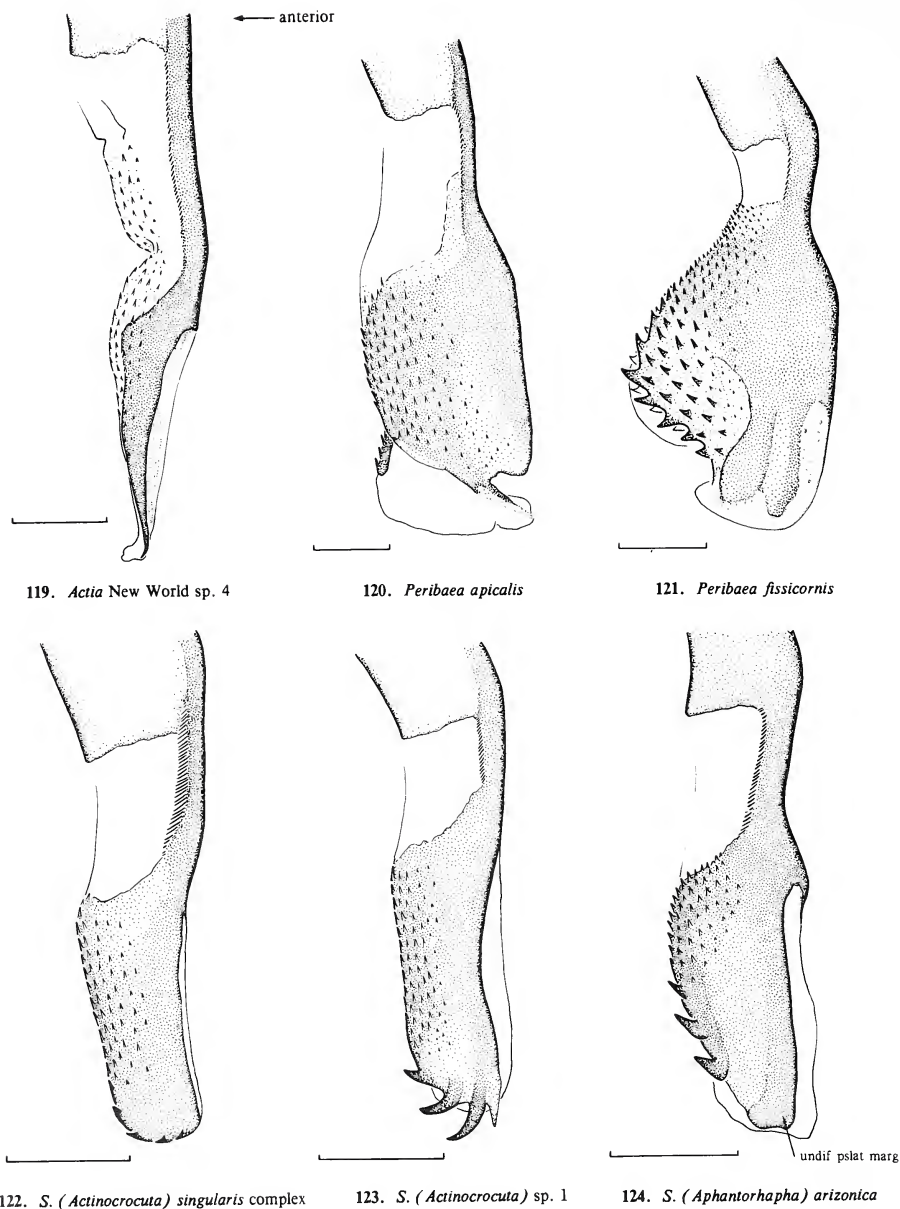 anterior
119. Actia New World sp. 4
120. Peribaea apicalis
121. Peribaea fissicornis
undif pslat marg
122. S. (Actinocrocuta) singularis complex
123. S. (Actinocrocuta) sp. 1
124. S. (Aphantorhapha) arizonica